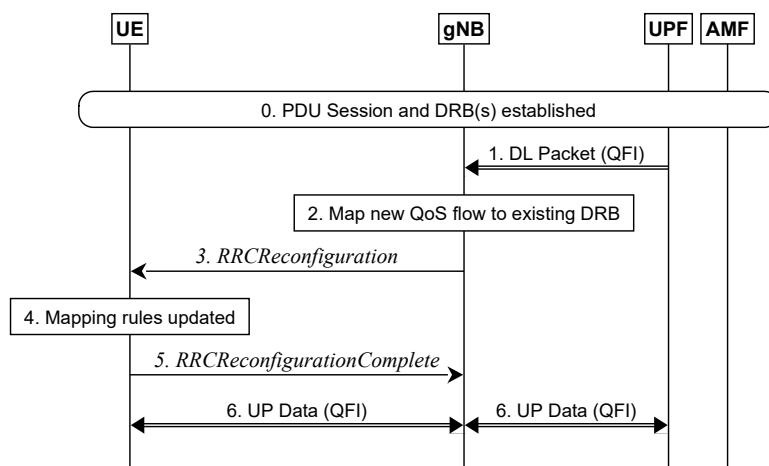 UE
gNB
UPF
AMF
0. PDU Session and DRB(s) established
1. DL Packet (QFI)
2. Map new QoS flow to existing DRB
3. RRCReconfiguration
4. Mapping rules updated
5. RRCReconfigurationComplete
6. UP Data (QFI)
6. UP Data (QFI)